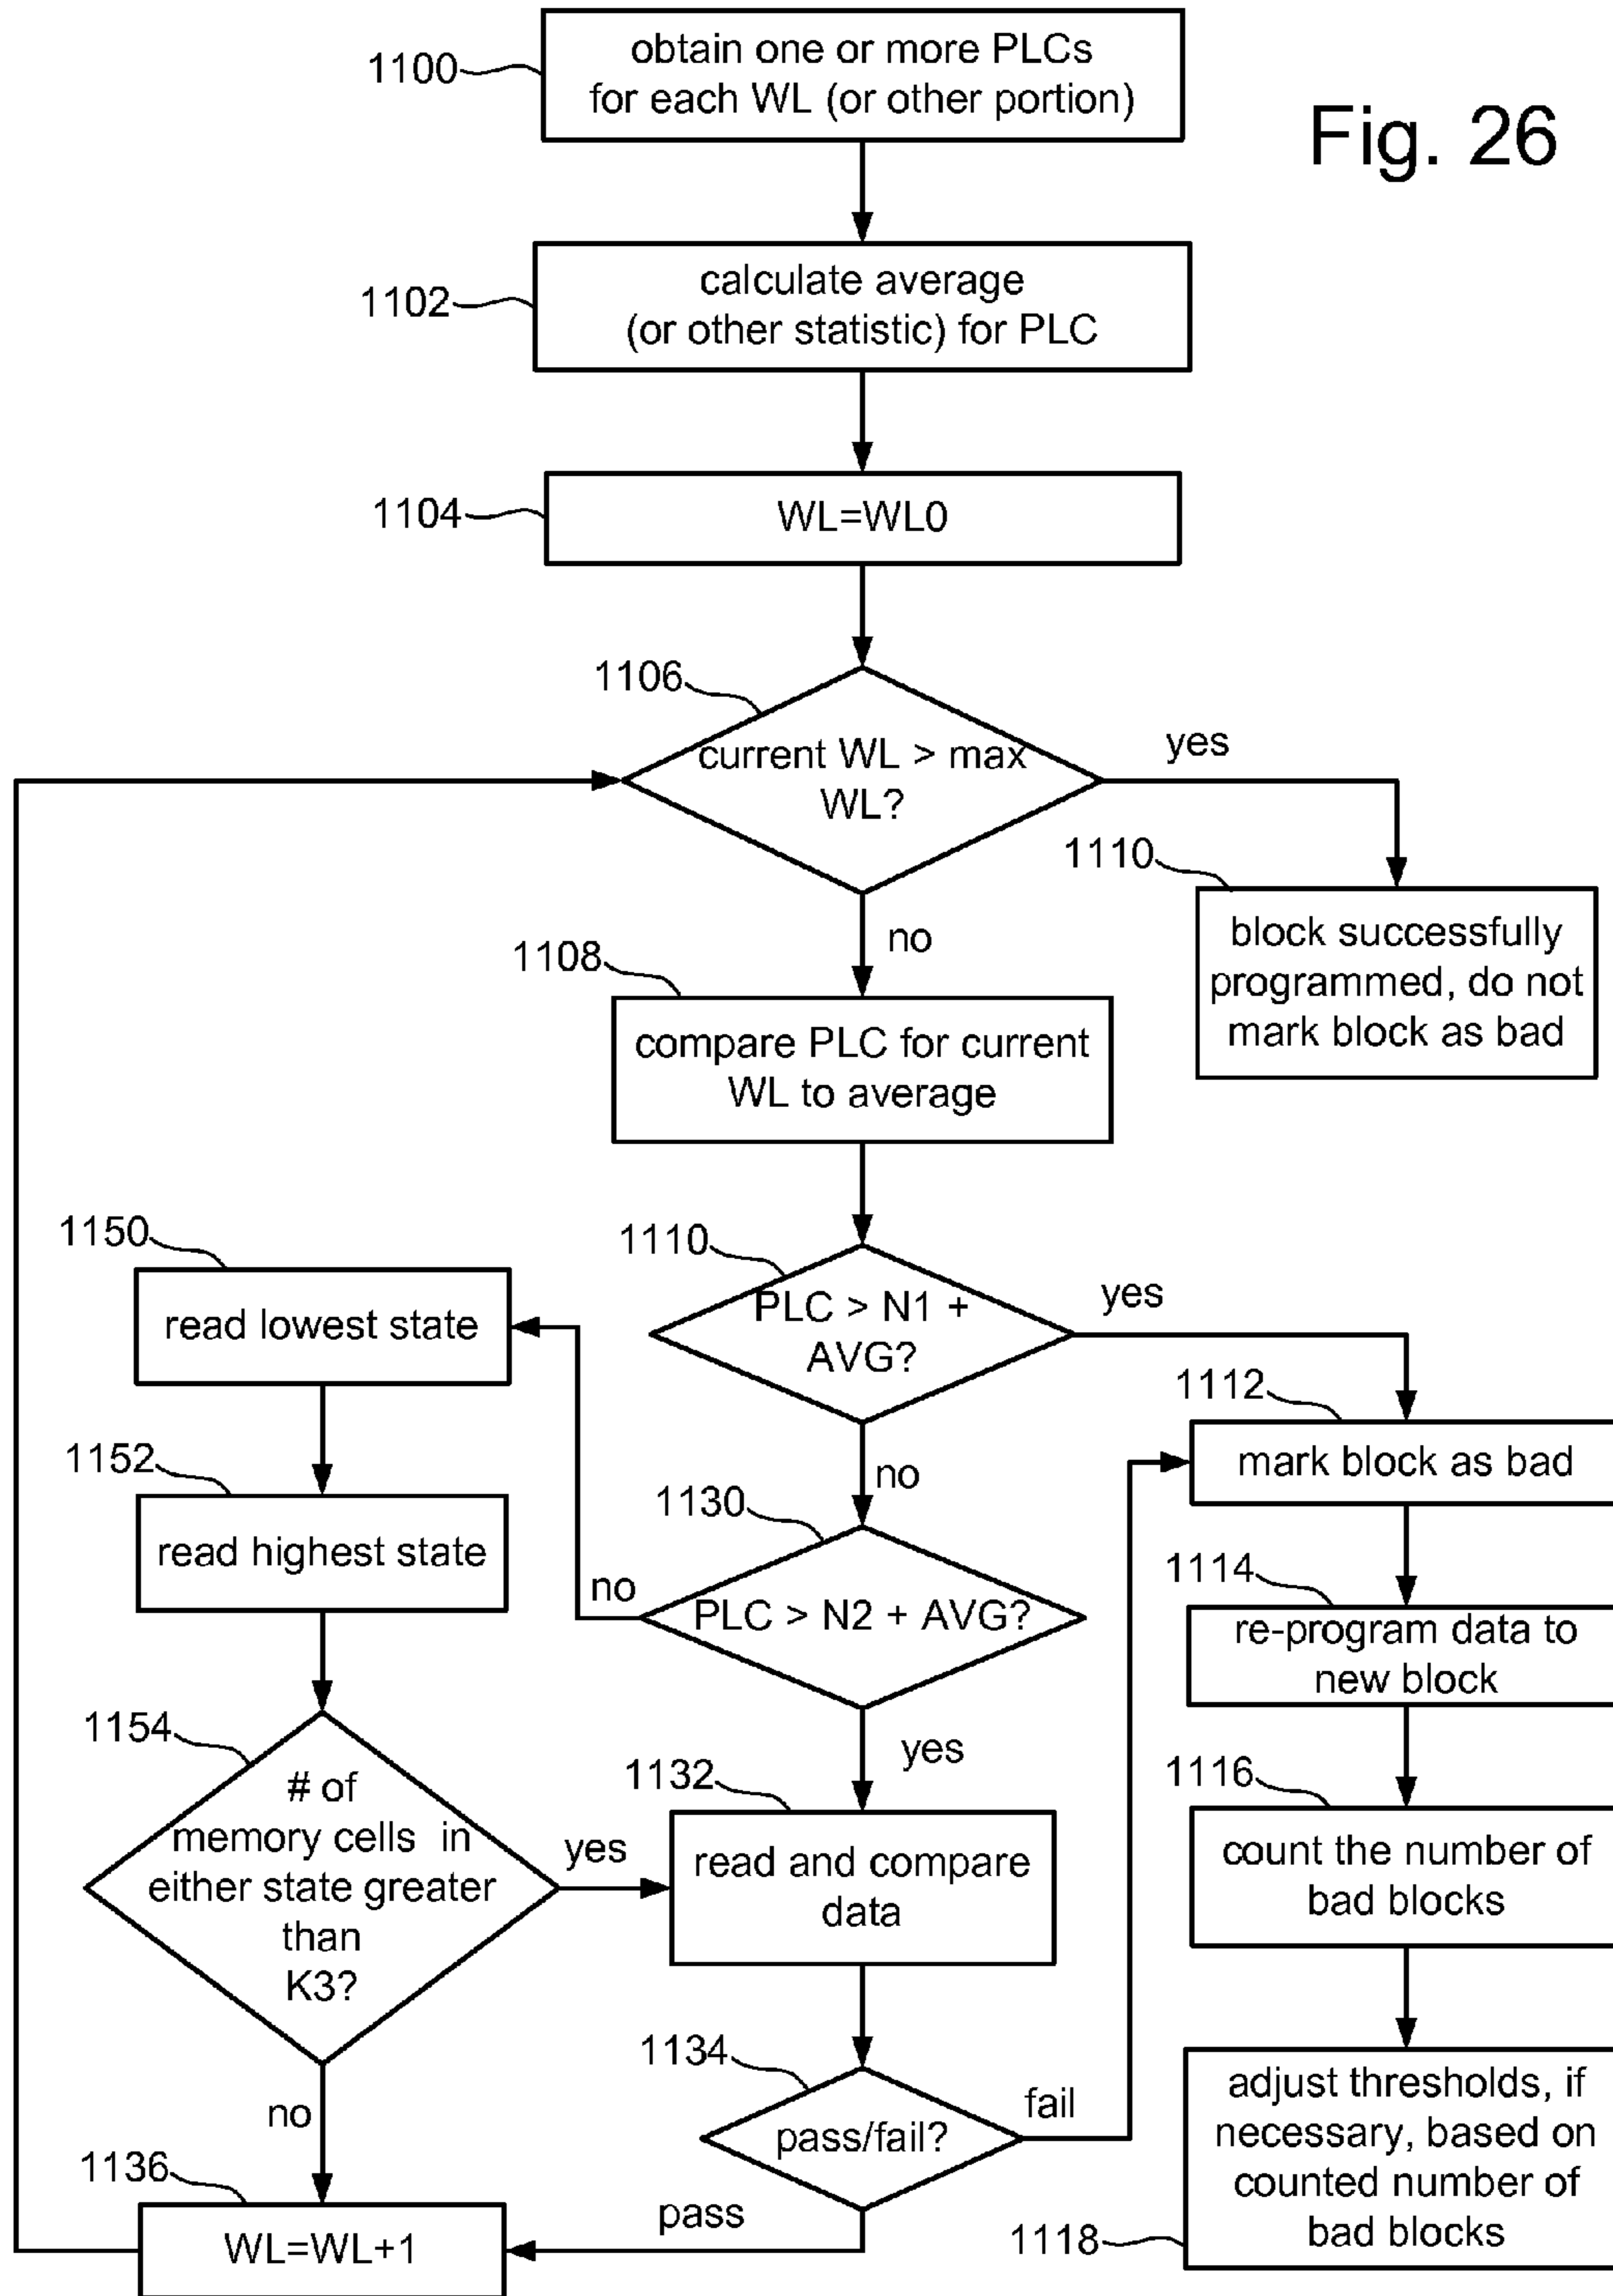 1100
obtain one or more PLCs
for each WL (or other portion)
Fig. 26
1102
calculate average
(or other statistic) for PLC
1104
WL=WL0
1106
current WL > max
WL?
yes
no
1110
block successfully
programmed, do not
mark block as bad
1108
compare PLC for current
WL to average
1110
PLC > N1 +
AVG?
yes
no
1150
read lowest state
1152
read highest state
1130
PLC > N2 + AVG?
no
yes
1112
mark block as bad
1114
re-program data to
new block
1154
# of
memory cells in
either state greater
than
K3?
yes
no
1132
read and compare
data
1116
count the number of
bad blocks
1134
pass/fail?
fail
pass
1136
WL=WL+1
1118
adjust thresholds, if
necessary, based on
counted number of
bad blocks